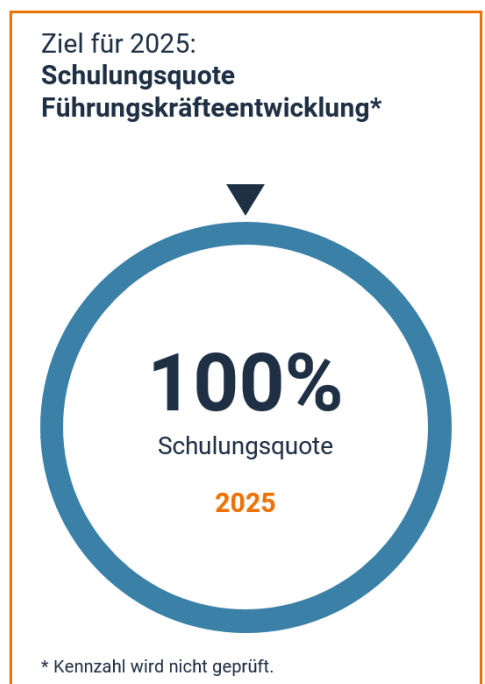 Ziel für 2025:
Schulungsquote
Führungskräfteentwicklung*
100%
Schulungsquote
2025
* Kennzahl wird nicht geprüft.